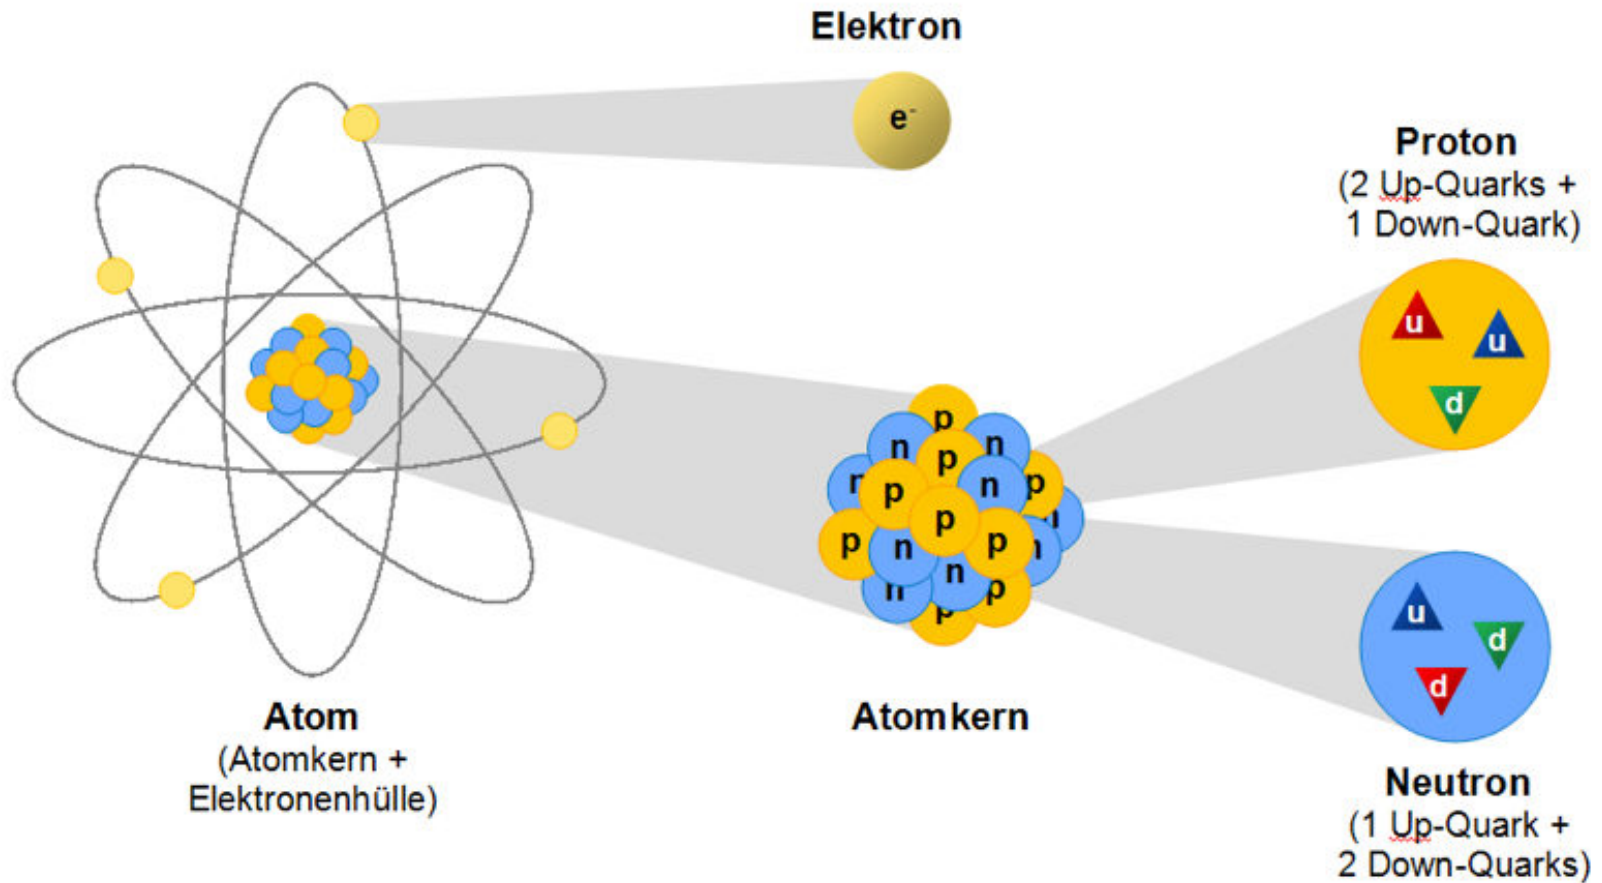 Elektron
e-
Proton
(2 Up-Quarks +
1 Down-Quark)
u
u
d
p
n
n
p
n
p
n
p
p
n
p
n
p
n
n
n
p
n
p
u
d
d
Atom
(Atomkern +
Elektronenhülle)
Atomkern
Neutron
(1 Up-Quark +
2 Down-Quarks)